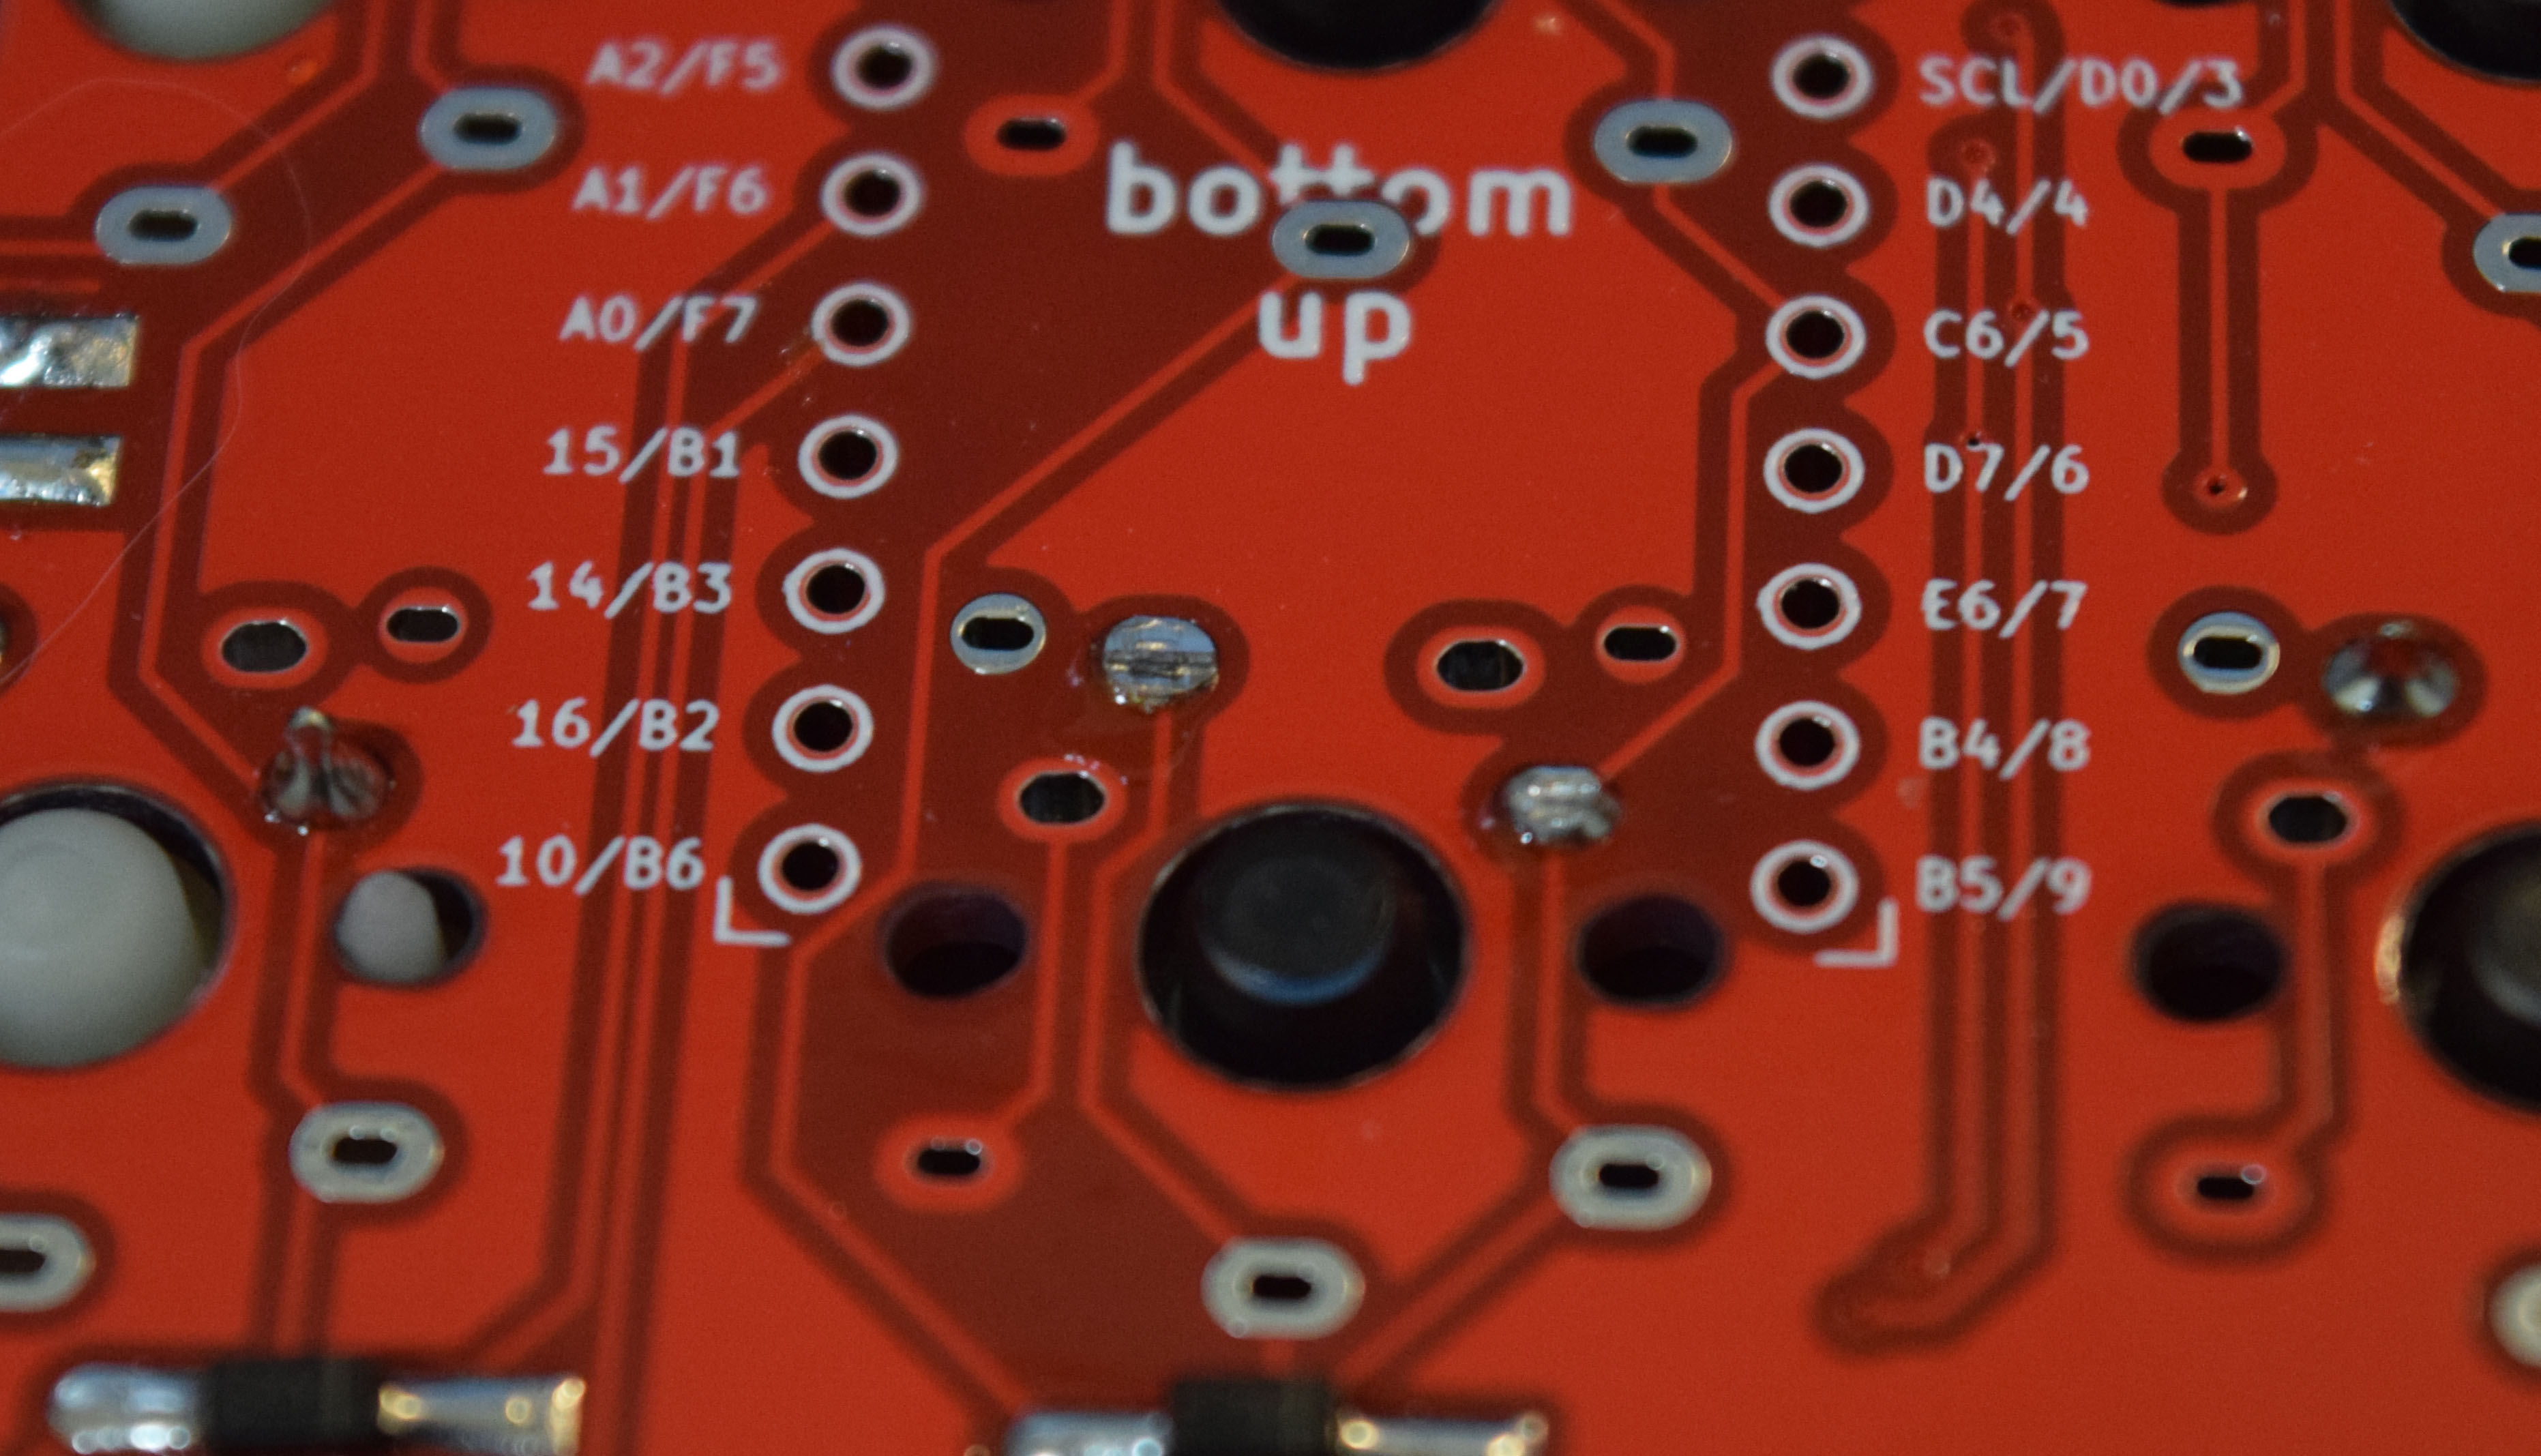 A2/F5
A1/F6
A0/F7
15/B1
14/B3
16/B2
10/B6
bottom
up
SCL/D0/3
D4/4
C6/5
D7/6
E6/7
B4/8
B5/9